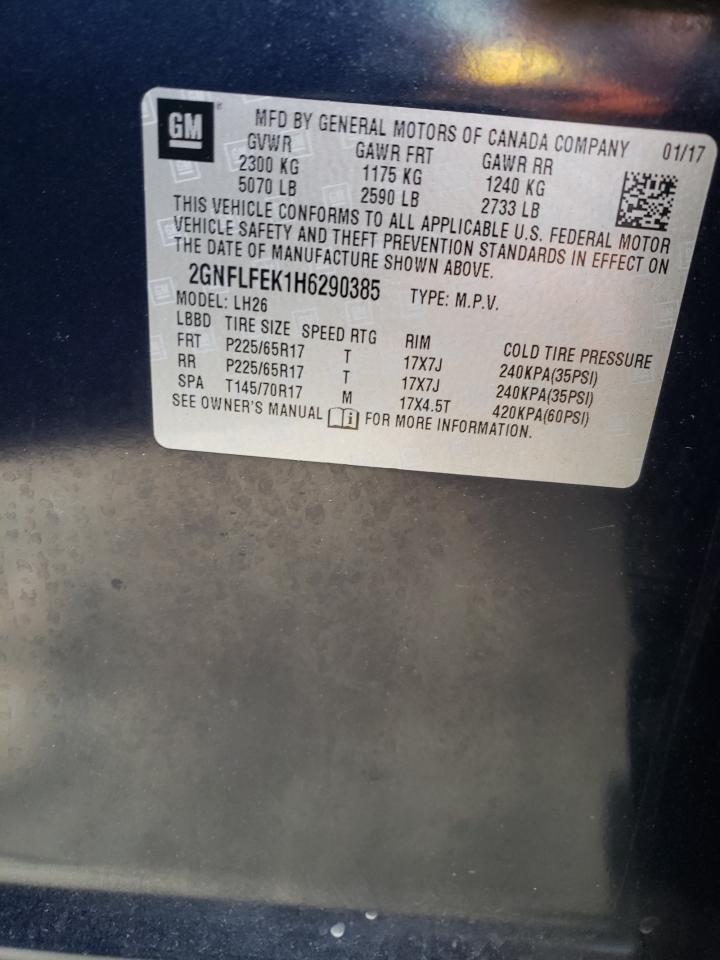 GM MFD BY GENERAL MOTORS OF CANADA COMPANY 01/17
GVWR GAWR FRT GAWR RR
2300 KG 1175 KG 1240 KG
5070 LB 2590 LB 2733 LB
THIS VEHICLE CONFORMS TO ALL APPLICABLE U.S. FEDERAL MOTOR
VEHICLE SAFETY AND THEFT PREVENTION STANDARDS IN EFFECT ON
THE DATE OF MANUFACTURE SHOWN ABOVE.
2GNFLFEK1H6290385 TYPE: M.P.V.
MODEL: LH26
LBBD TIRE SIZE SPEED RTG RIM COLD TIRE PRESSURE
FRT P225/65R17 T 17X7J 240KPA(35PSI)
RR P225/65R17 T 17X7J 240KPA(35PSI)
SPA T145/70R17 M 17X4.5T 420KPA(60PSI)
SEE OWNER'S MANUAL i FOR MORE INFORMATION.